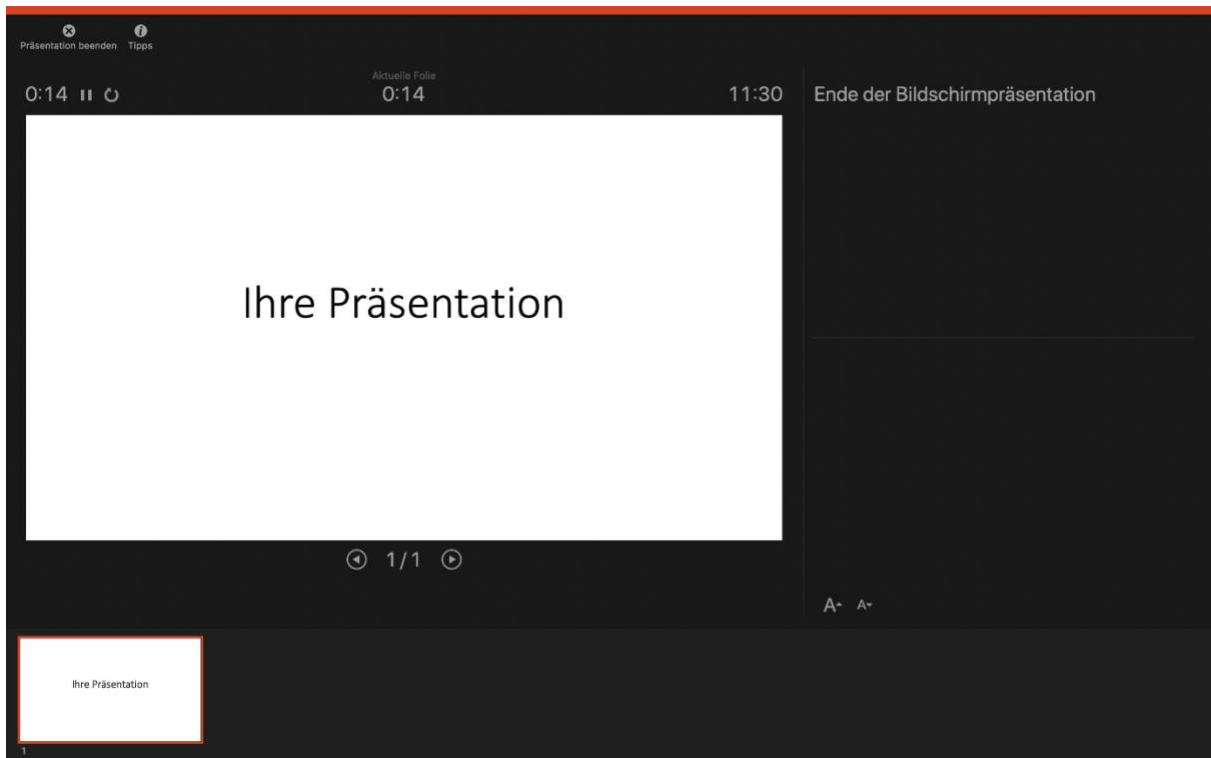 Präsentation beenden Tipps
Aktuelle Folie
0:14 0:14 11:30
Ihre Präsentation
1/1
Ende der Bildschirmpräsentation
A A
Ihre Präsentation
1